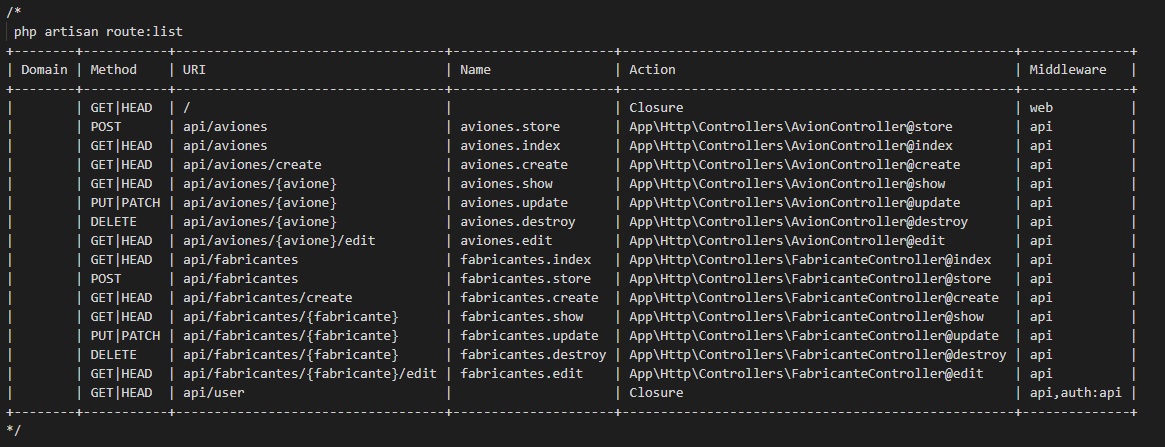 /*
 php artisan route:list
+--------+-----------+-----------------------------------+---------------------+---------------------------------------------------+--------------+
| Domain | Method    | URI                               | Name                | Action                                            | Middleware   |
+--------+-----------+-----------------------------------+---------------------+---------------------------------------------------+--------------+
|        | GET|HEAD  | /                                 |                     | Closure                                           | web          |
|        | POST      | api/aviones                       | aviones.store       | App\Http\Controllers\AvionController@store        | api          |
|        | GET|HEAD  | api/aviones                       | aviones.index       | App\Http\Controllers\AvionController@index        | api          |
|        | GET|HEAD  | api/aviones/create                | aviones.create      | App\Http\Controllers\AvionController@create       | api          |
|        | GET|HEAD  | api/aviones/{avione}              | aviones.show        | App\Http\Controllers\AvionController@show         | api          |
|        | PUT|PATCH | api/aviones/{avione}              | aviones.update      | App\Http\Controllers\AvionController@update       | api          |
|        | DELETE    | api/aviones/{avione}              | aviones.destroy     | App\Http\Controllers\AvionController@destroy      | api          |
|        | GET|HEAD  | api/aviones/{avione}/edit         | aviones.edit        | App\Http\Controllers\AvionController@edit         | api          |
|        | GET|HEAD  | api/fabricantes                   | fabricantes.index   | App\Http\Controllers\FabricanteController@index   | api          |
|        | POST      | api/fabricantes                   | fabricantes.store   | App\Http\Controllers\FabricanteController@store   | api          |
|        | GET|HEAD  | api/fabricantes/create            | fabricantes.create  | App\Http\Controllers\FabricanteController@create  | api          |
|        | GET|HEAD  | api/fabricantes/{fabricante}      | fabricantes.show    | App\Http\Controllers\FabricanteController@show    | api          |
|        | PUT|PATCH | api/fabricantes/{fabricante}      | fabricantes.update  | App\Http\Controllers\FabricanteController@update  | api          |
|        | DELETE    | api/fabricantes/{fabricante}      | fabricantes.destroy | App\Http\Controllers\FabricanteController@destroy | api          |
|        | GET|HEAD  | api/fabricantes/{fabricante}/edit | fabricantes.edit    | App\Http\Controllers\FabricanteController@edit    | api          |
|        | GET|HEAD  | api/user                          |                     | Closure                                           | api,auth:api |
+--------+-----------+-----------------------------------+---------------------+---------------------------------------------------+--------------+
*/